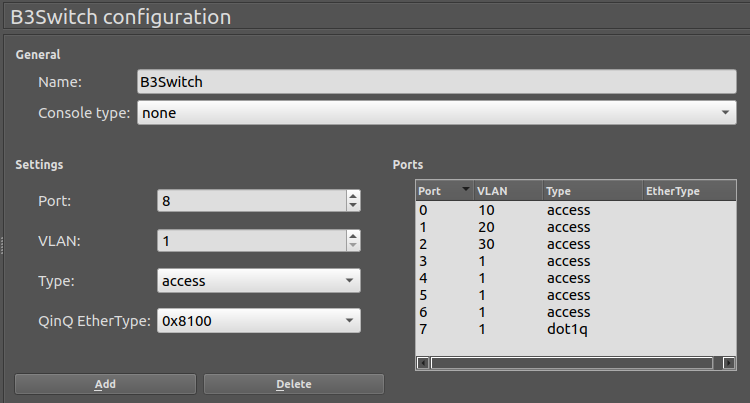 B3Switch configuration
General
Name: B3Switch
Console type: none
Settings
Port: 8
VLAN: 1
Type: access
QinQ EtherType: 0x8100
Add Delete
Ports
Port VLAN Type EtherType
0 10 access
1 20 access
2 30 access
3 1 access
4 1 access
5 1 access
6 1 access
7 1 dot1q